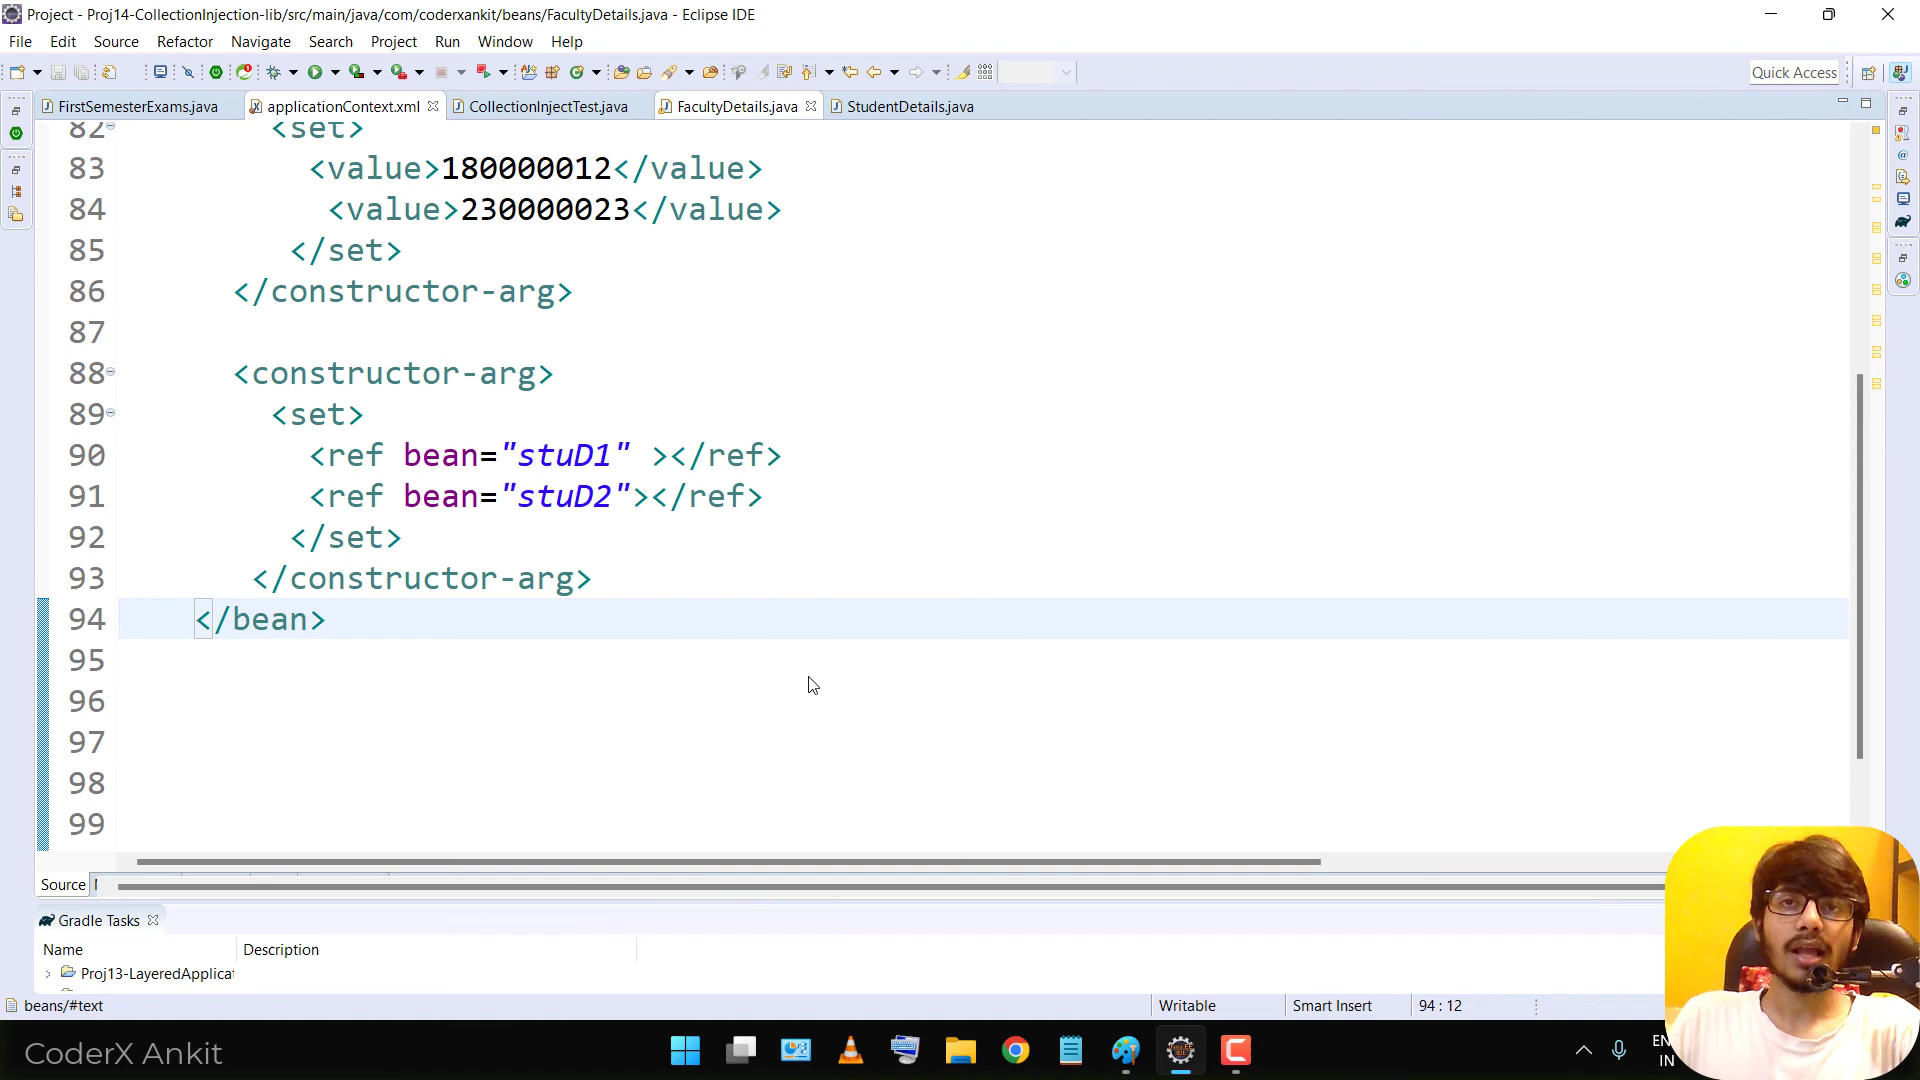 Project - Proj14-CollectionInjection-lib/src/main/java/com/coderxankit/beans/FacultyDetails.java - Eclipse IDE
File Edit Source Refactor Navigate Search Project Run Window Help
Quick Access
FirstSemesterExams.java applicationContext.xml CollectionInjectTest.java FacultyDetails.java StudentDetails.java
82 <set>
83 <value>180000012</value>
84 <value>230000023</value>
85 </set>
86 </constructor-arg>
87
88 <constructor-arg>
89 <set>
90 <ref bean="stuD1" ></ref>
91 <ref bean="stuD2"></ref>
92 </set>
93 </constructor-arg>
94 </bean>
95
96
97
98
99
Source
Gradle Tasks
Name Description
Proj13-LayeredApplicat
beans/#text Writable Smart Insert 94 : 12
CoderX Ankit
IN